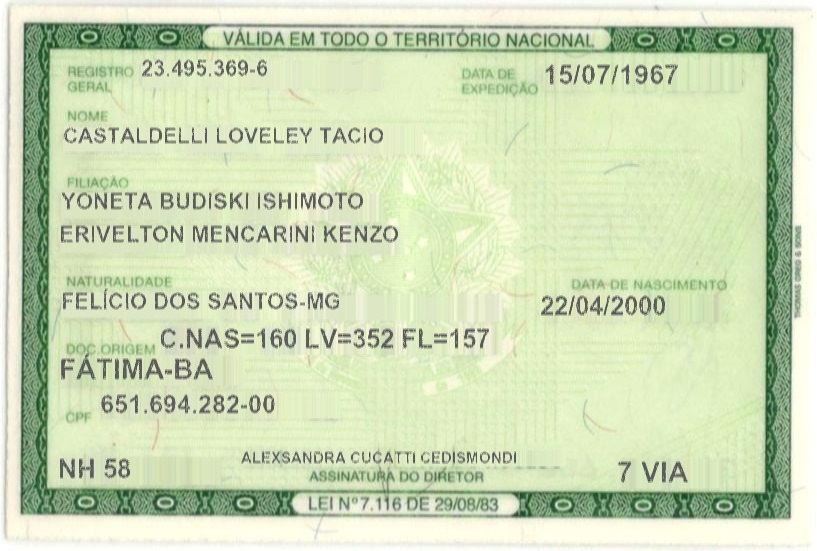 VÁLIDA EM TODO O TERRITÓRIO NACIONAL
REGISTRO GERAL 23.495.369-6 DATA DE EXPEDIÇÃO 15/07/1967
NOME
CASTALDELLI LOVELEY TACIO
FILIAÇÃO
YONETA BUDISKI ISHIMOTO
ERIVELTON MENCARINI KENZO
NATURALIDADE DATA DE NASCIMENTO
FELÍCIO DOS SANTOS-MG 22/04/2000
DOC.ORIGEM C.NAS=160 LV=352 FL=157
FÁTIMA-BA
CPF 651.694.282-00
NH 58 ALEXSANDRA CUCATTI CEDISMONDI 7 VIA
ASSINATURA DO DIRETOR
LEI Nº 7.116 DE 29/08/83
THOMAS GREG & SONS